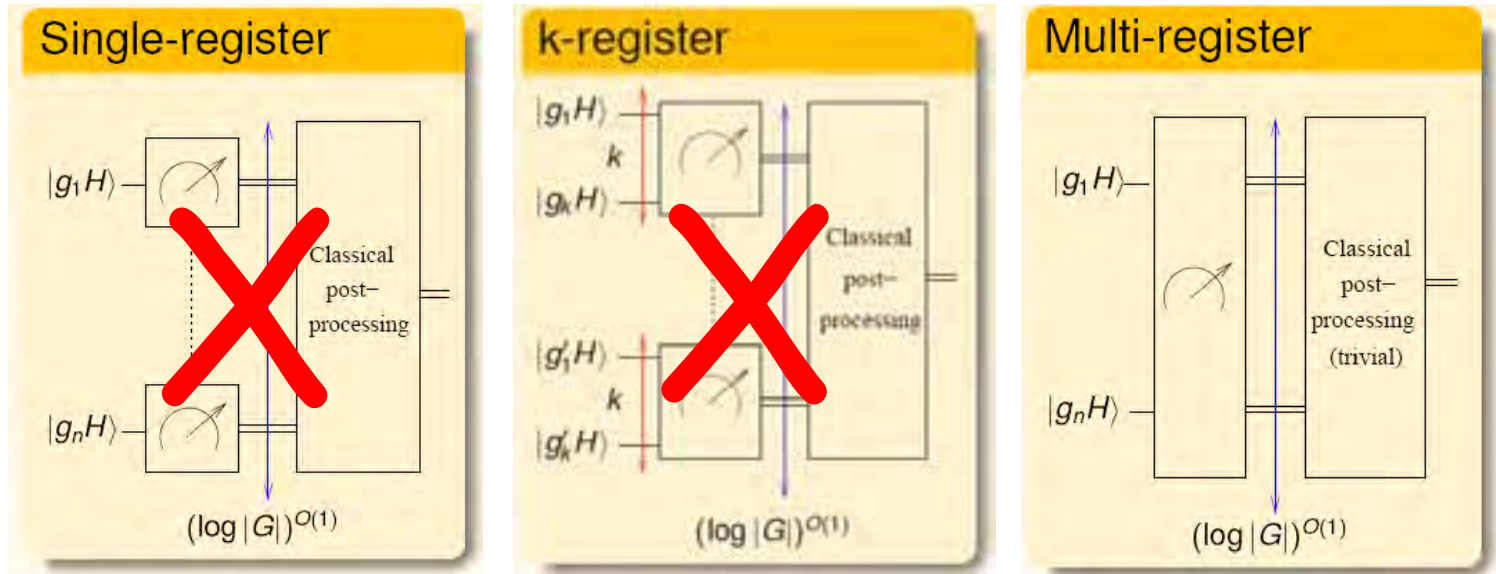 Single-register
|g₁H⟩
|gₙH⟩
Classical
post–
processing
(log |G|)^O(1)
k-register
|g₁H⟩
k
|gₖH⟩
|g′₁H⟩
k
|g′ₖH⟩
Classical
post–
processing
(log |G|)^O(1)
Multi-register
|g₁H⟩
|gₙH⟩
Classical
post–
processing
(trivial)
(log |G|)^O(1)